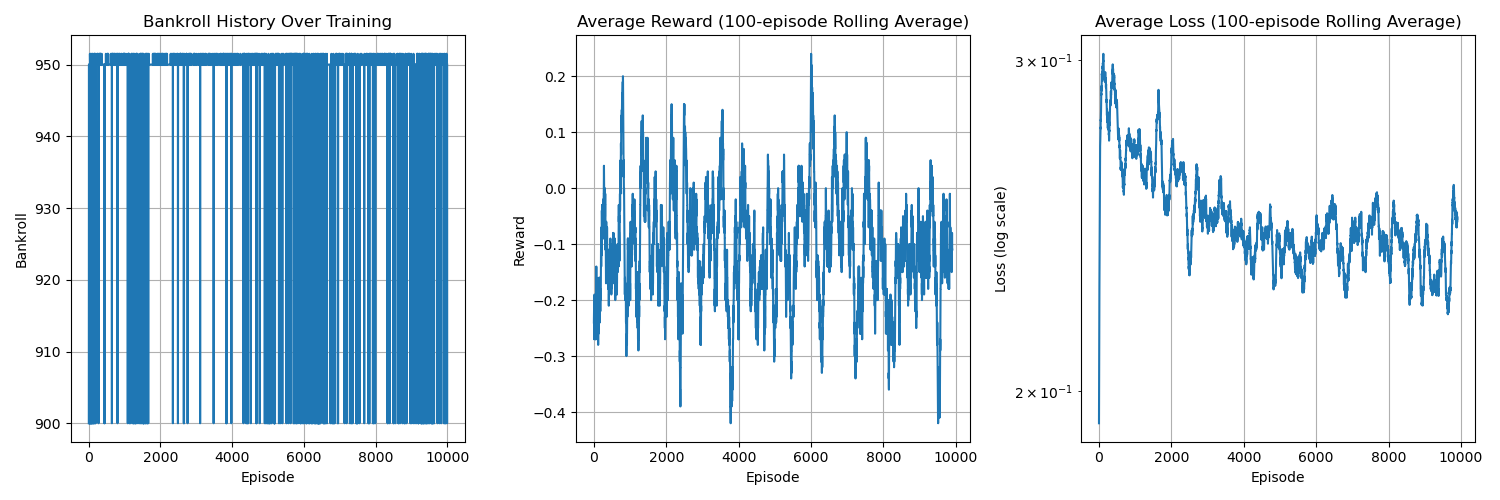 Bankroll History Over Training
950
940
930
920
910
900
Bankroll
0 2000 4000 6000 8000 10000
Episode
Average Reward (100-episode Rolling Average)
0.2
0.1
0.0
−0.1
−0.2
−0.3
−0.4
Reward
0 2000 4000 6000 8000 10000
Episode
Average Loss (100-episode Rolling Average)
3 × 10⁻¹
2 × 10⁻¹
Loss (log scale)
0 2000 4000 6000 8000 10000
Episode